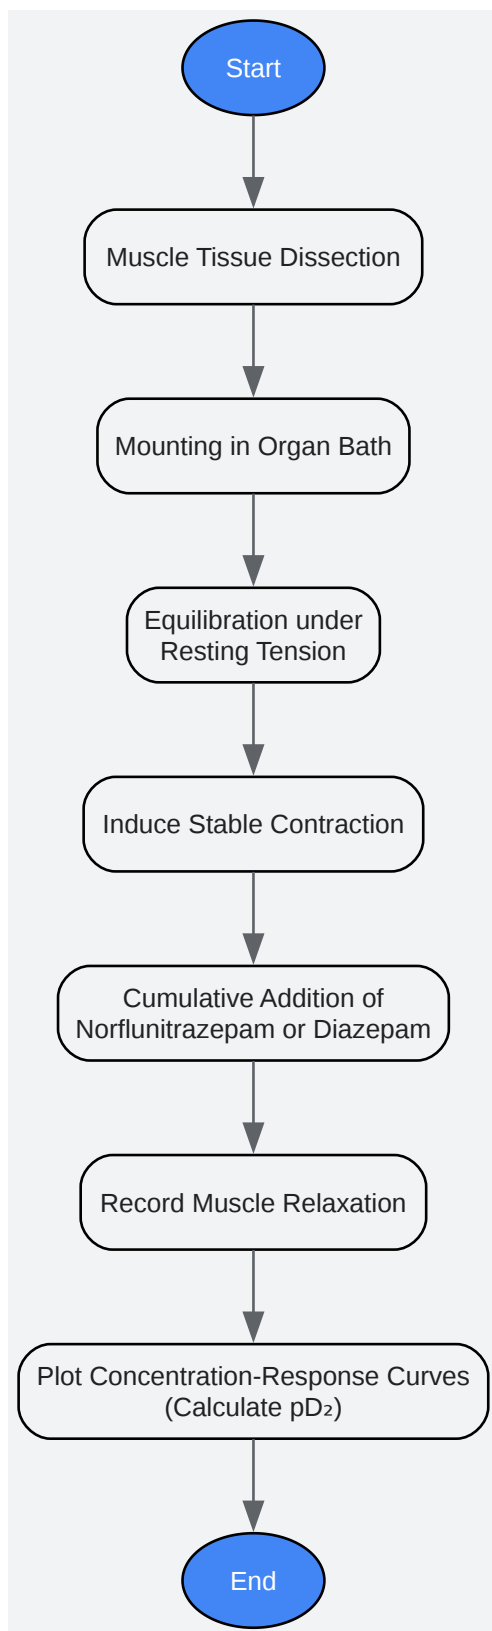 Start
Muscle Tissue Dissection
Mounting in Organ Bath
Equilibration under
Resting Tension
Induce Stable Contraction
Cumulative Addition of
Norflunitrazepam or Diazepam
Record Muscle Relaxation
Plot Concentration-Response Curves
(Calculate pD₂)
End